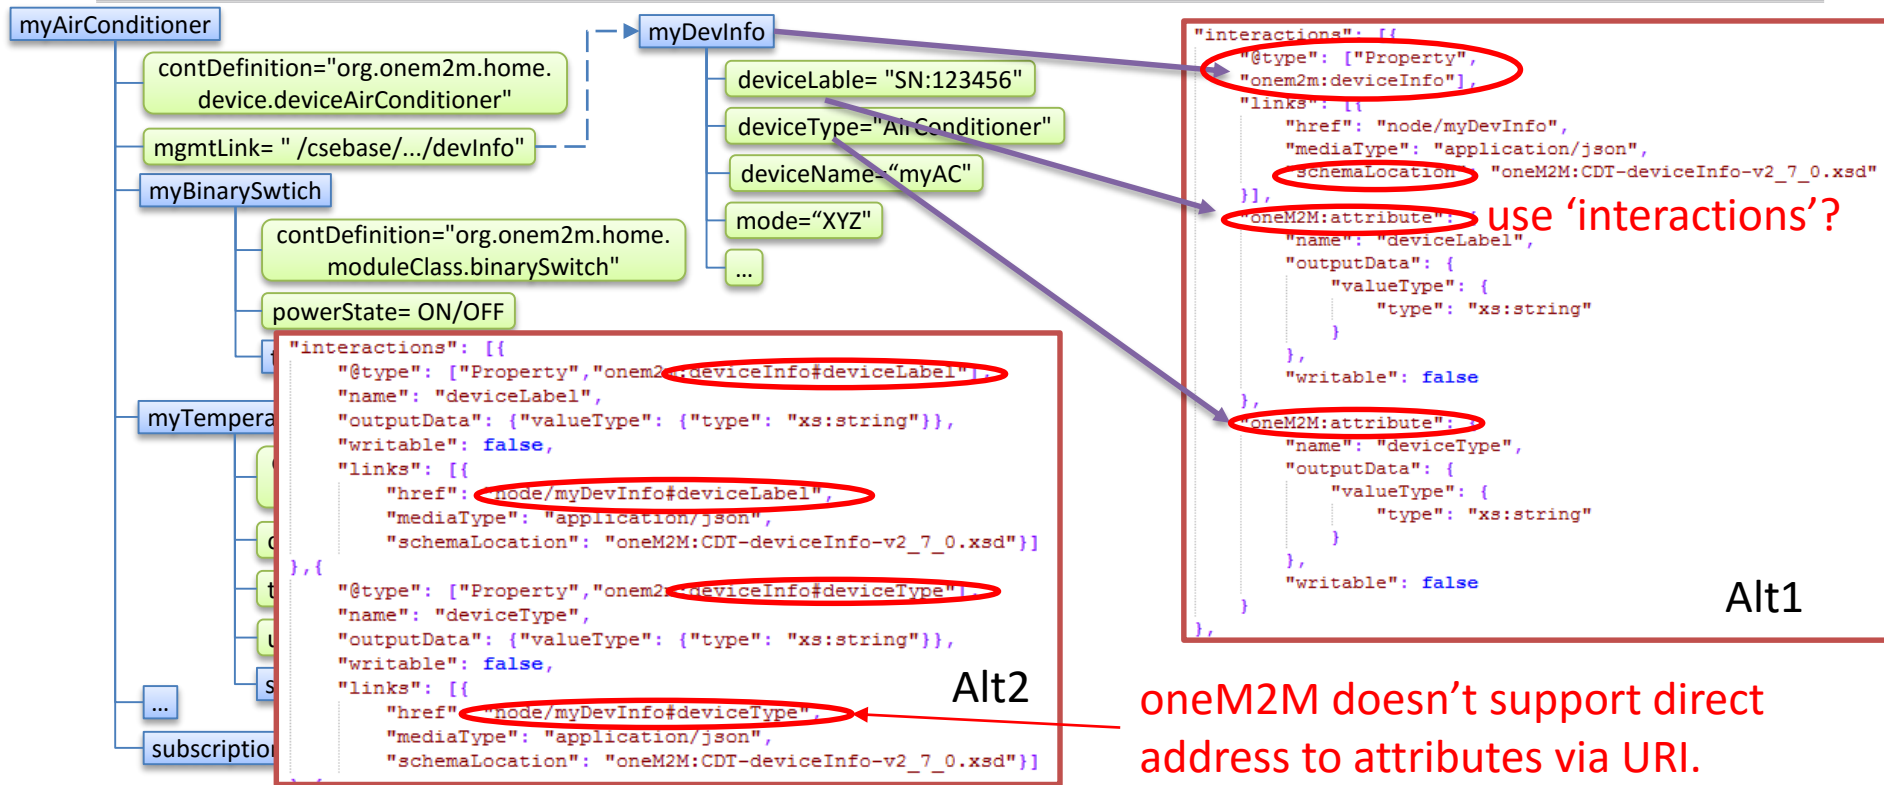 myAirConditioner
contDefinition="org.onem2m.home.
device.deviceAirConditioner"
mgmtLink= " /csebase/.../devInfo"
myBinarySwtich
contDefinition="org.onem2m.home.
moduleClass.binarySwitch"
powerState= ON/OFF
myTempera
...
subscription
myDevInfo
deviceLable= "SN:123456"
deviceType="AirConditioner"
deviceName=“myAC"
mode=“XYZ"
...
"interactions": [{
"@type": ["Property","onem2m:deviceInfo#deviceLabel"],
"name": "deviceLabel",
"outputData": {"valueType": {"type": "xs:string"}},
"writable": false,
"links": [{
"href": "node/myDevInfo#deviceLabel",
"mediaType": "application/json",
"schemaLocation": "oneM2M:CDT-deviceInfo-v2_7_0.xsd"}]
},{
"@type": ["Property","onem2m:deviceInfo#deviceType"],
"name": "deviceType",
"outputData": {"valueType": {"type": "xs:string"}},
"writable": false,
"links": [{
"href": "node/myDevInfo#deviceType",
"mediaType": "application/json",
"schemaLocation": "oneM2M:CDT-deviceInfo-v2_7_0.xsd"}]
Alt2
"interactions": [{
"@type": ["Property",
"onem2m:deviceInfo"],
"links": [{
"href": "node/myDevInfo",
"mediaType": "application/json",
"schemaLocation": "oneM2M:CDT-deviceInfo-v2_7_0.xsd"
}],
"oneM2M:attribute": {
use ‘interactions’?
"name": "deviceLabel",
"outputData": {
"valueType": {
"type": "xs:string"
}
},
"writable": false
},
"oneM2M:attribute": {
"name": "deviceType",
"outputData": {
"valueType": {
"type": "xs:string"
}
},
"writable": false
}
},
Alt1
oneM2M doesn’t support direct
address to attributes via URI.